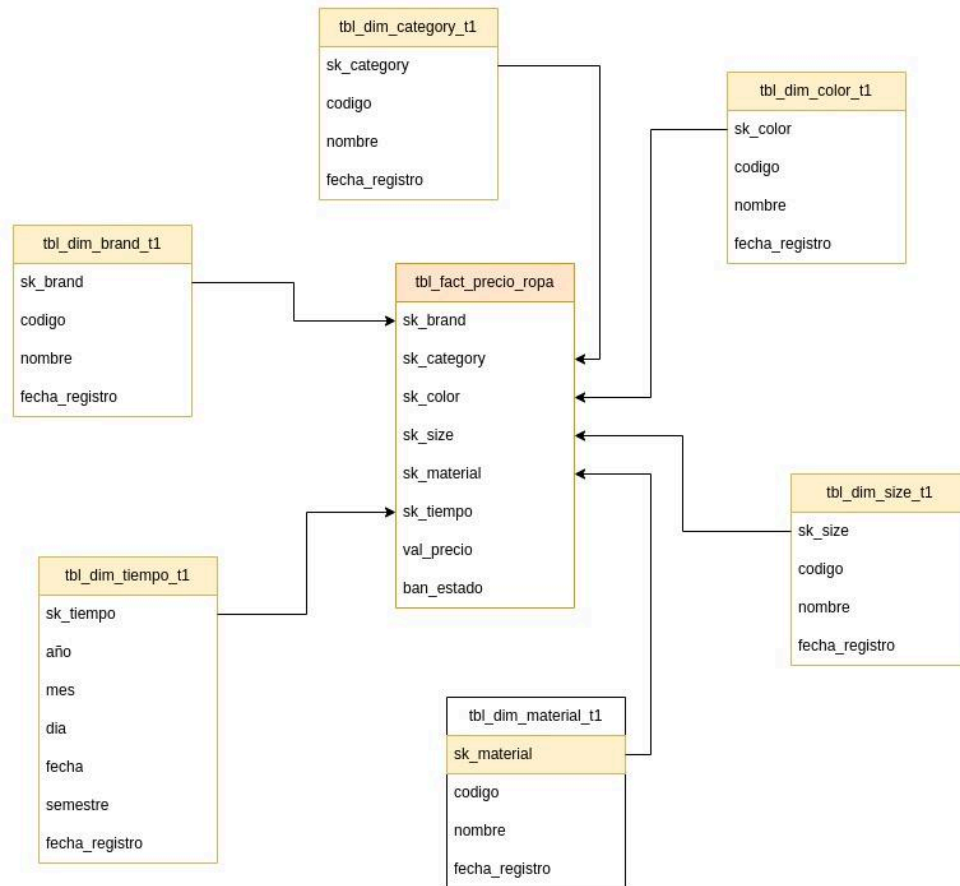 tbl_dim_category_t1
sk_category
codigo
nombre
fecha_registro
tbl_dim_color_t1
sk_color
codigo
nombre
fecha_registro
tbl_dim_brand_t1
sk_brand
codigo
nombre
fecha_registro
tbl_fact_precio_ropa
sk_brand
sk_category
sk_color
sk_size
sk_material
sk_tiempo
val_precio
ban_estado
tbl_dim_size_t1
sk_size
codigo
nombre
fecha_registro
tbl_dim_tiempo_t1
sk_tiempo
año
mes
dia
fecha
semestre
fecha_registro
tbl_dim_material_t1
sk_material
codigo
nombre
fecha_registro